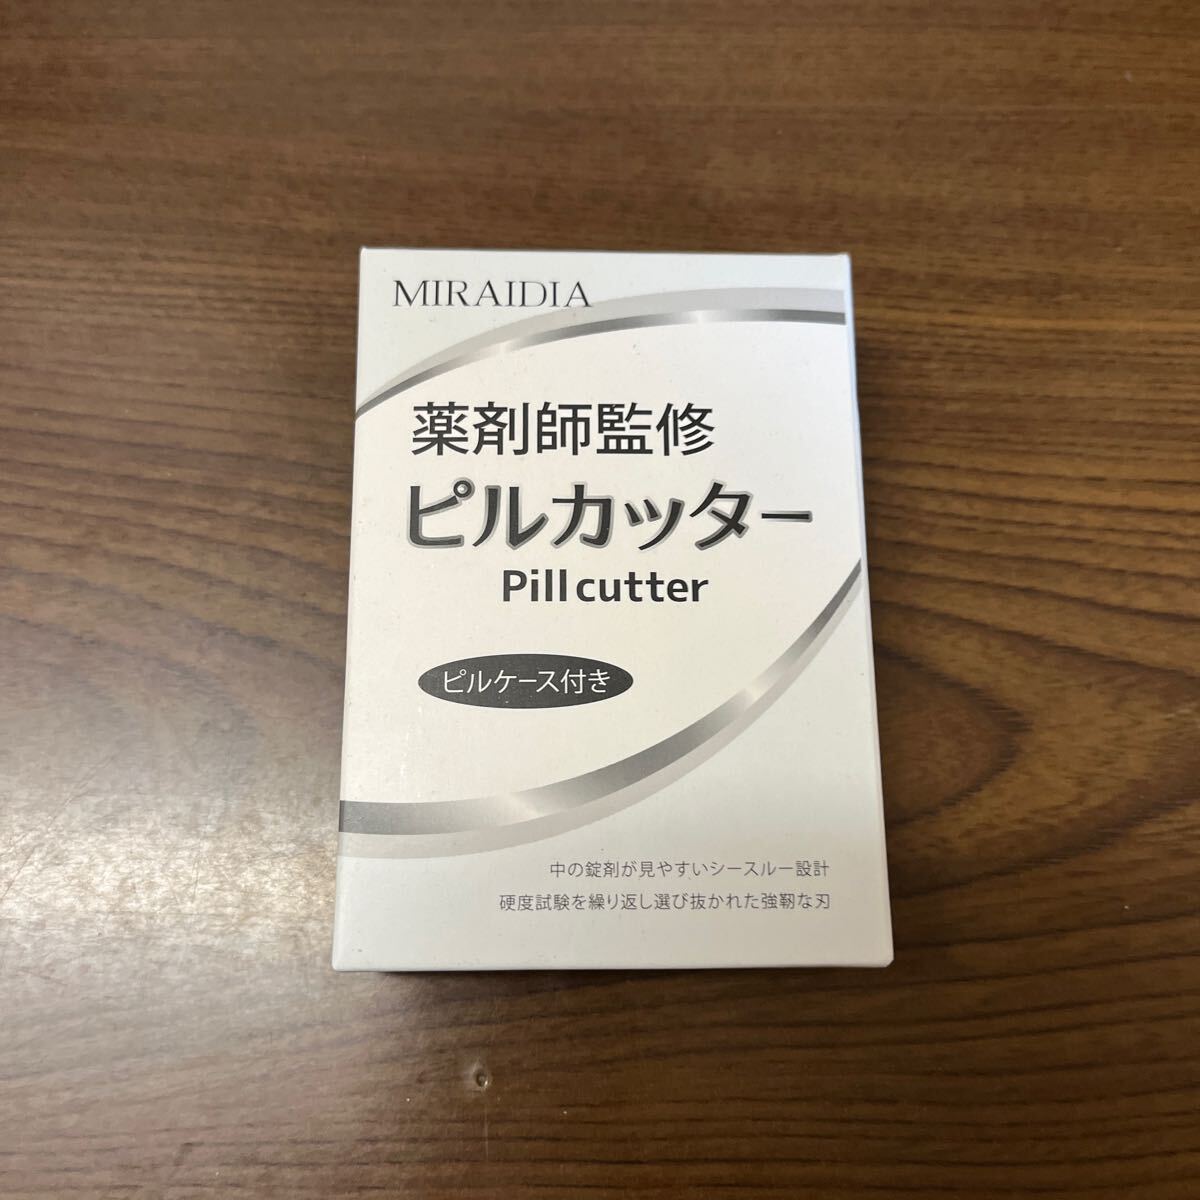 MIRAIDIA
薬剤師監修
ピルカッター
Pill cutter
ピルケース付き
中の錠剤が見やすいシースルー設計
硬度試験を繰り返し選び抜かれた強靭な刃